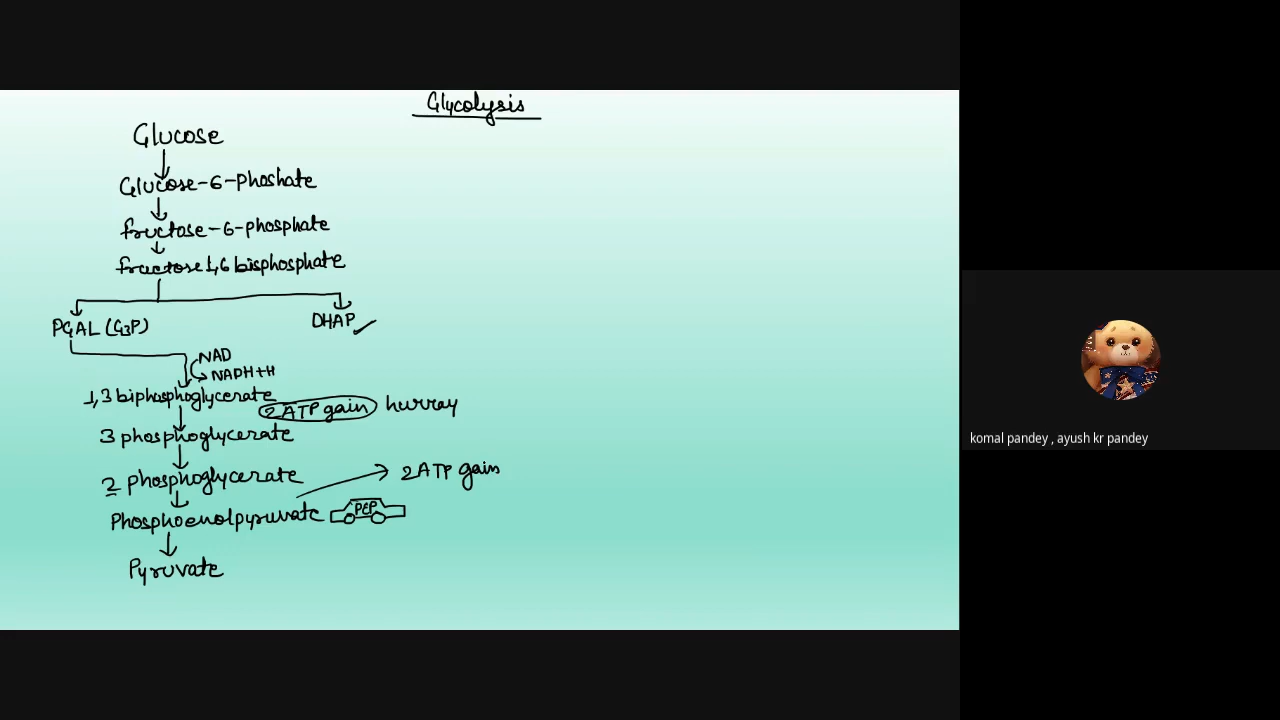 Glycolysis
Glucose
Glucose-6-Phoshate
fructose-6-phosphate
fructose 1,6 bisphosphate
PGAL (G3P)
DHAP
NAD
NADH+H
1,3 biphosphoglycerate
2 ATP gain hurray
3 phosphoglycerate
2 phosphoglycerate
2 ATP gain
Phosphoenolpyruvate PEP
Pyruvate
komal pandey , ayush kr pandey